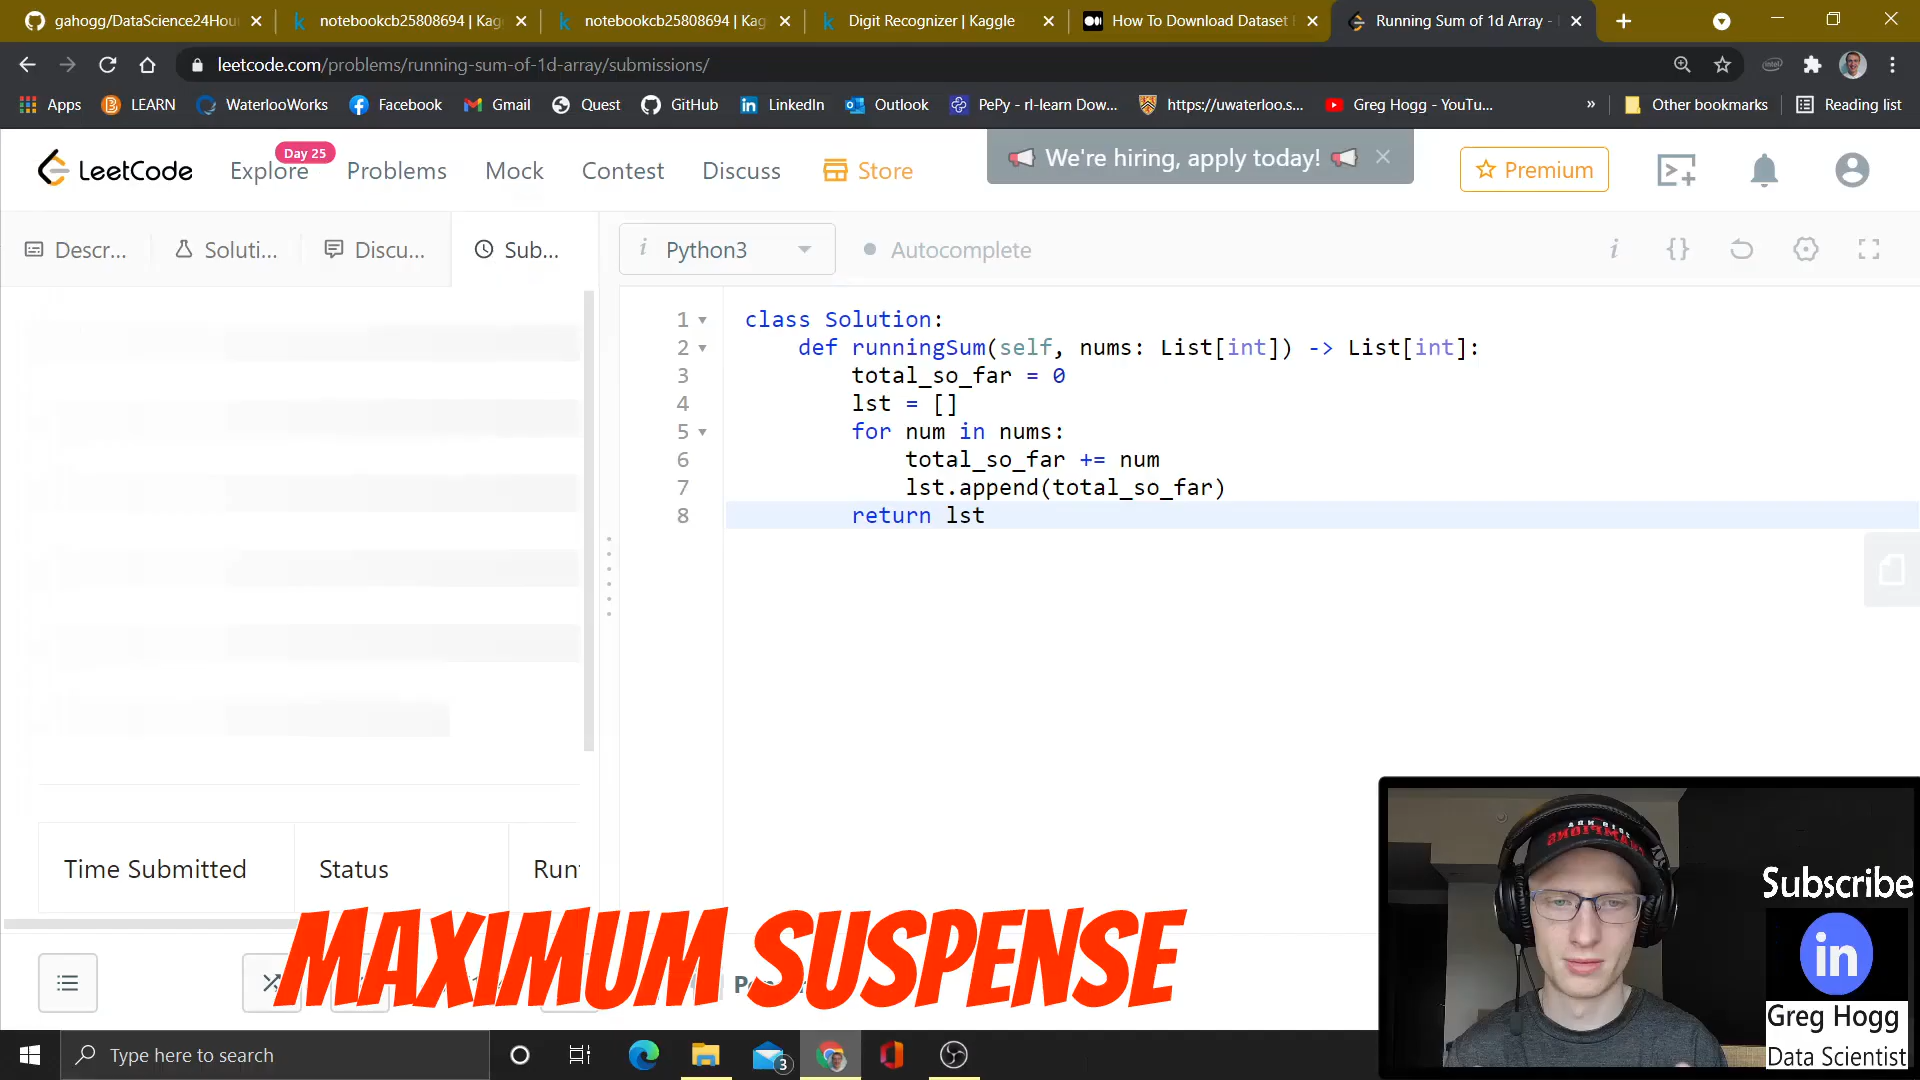 gahogg/DataScience24Hou
notebookcb25808694 | Kag
notebookcb25808694 | Kag
Digit Recognizer | Kaggle
How To Download Dataset
Running Sum of 1d Array -
leetcode.com/problems/running-sum-of-1d-array/submissions/
Apps
LEARN
WaterlooWorks
Facebook
Gmail
Quest
GitHub
LinkedIn
Outlook
PePy - rl-learn Dow...
https://uwaterloo.s...
Greg Hogg - YouTu...
»
Other bookmarks
Reading list
LeetCode
Explore
Day 25
Problems
Mock
Contest
Discuss
Store
We're hiring, apply today!
Premium
Descr...
Soluti...
Discu...
Sub...
i Python3
Autocomplete
i {}
1 class Solution:
2 def runningSum(self, nums: List[int]) -> List[int]:
3 total_so_far = 0
4 lst = []
5 for num in nums:
6 total_so_far += num
7 lst.append(total_so_far)
8 return lst
Time Submitted
Status
Run
MAXIMUM SUSPENSE
Subscribe
in
Greg Hogg
Data Scientist
Type here to search
3